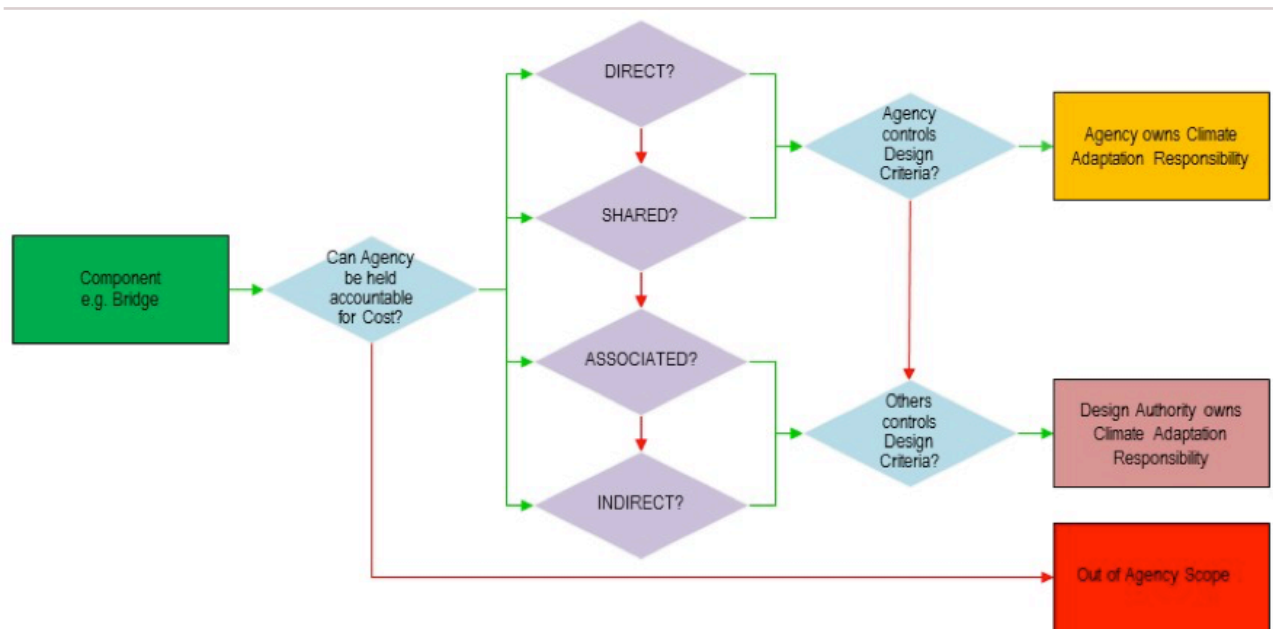 Component
e.g. Bridge
Can Agency
be held
accountable
for Cost?
DIRECT?
SHARED?
ASSOCIATED?
INDIRECT?
Agency
controls
Design
Criteria?
Others
controls
Design
Criteria?
Agency owns Climate
Adaptation Responsibility
Design Authority owns
Climate Adaptation
Responsibility
Out of Agency Scope